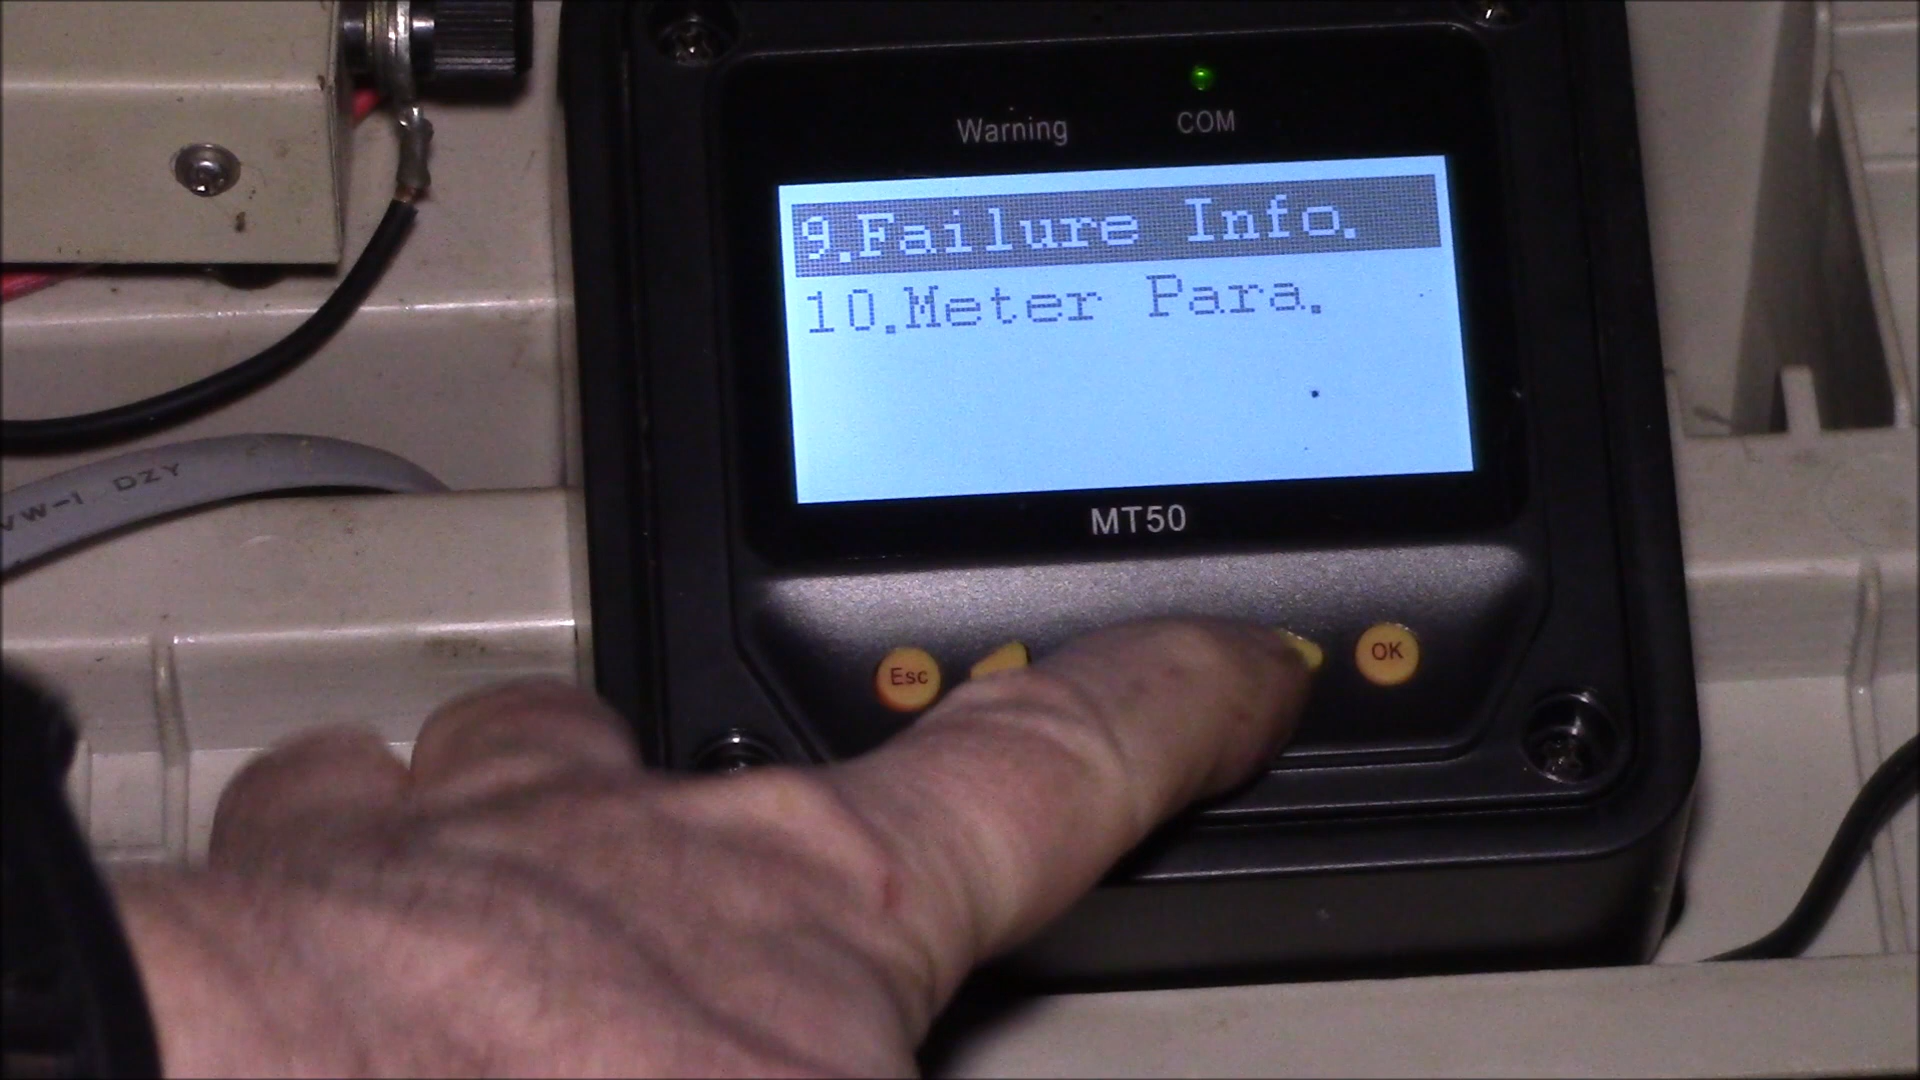 Warning
COM
9.Failure Info.
10.Meter Para.
MT50
Esc
OK
VW-1 DZY